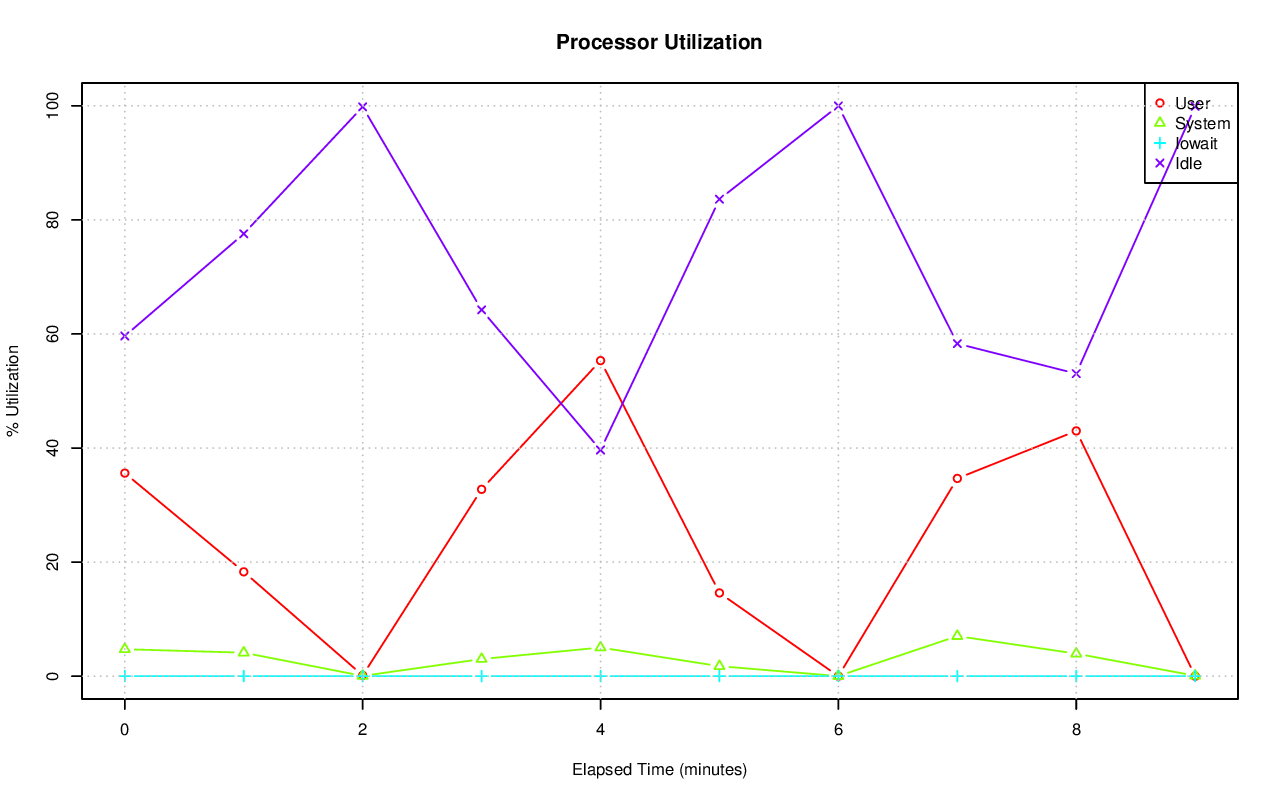 Processor Utilization
% Utilization
100
80
60
40
20
0
User
System
Iowait
Idle
0 2 4 6 8
Elapsed Time (minutes)